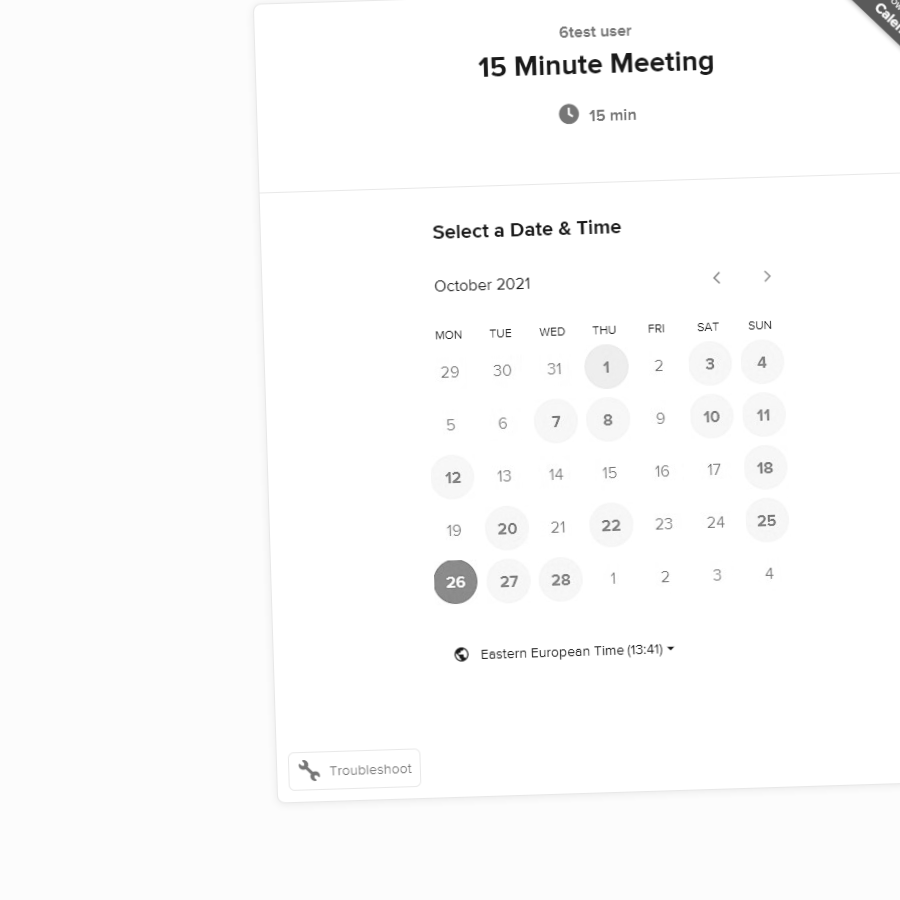 6test user
15 Minute Meeting
15 min
Select a Date & Time
October 2021
MON TUE WED THU FRI SAT SUN
29 30 31 1 2 3 4
5 6 7 8 9 10 11
12 13 14 15 16 17 18
19 20 21 22 23 24 25
26 27 28 1 2 3 4
Eastern European Time (13:41)
Troubleshoot